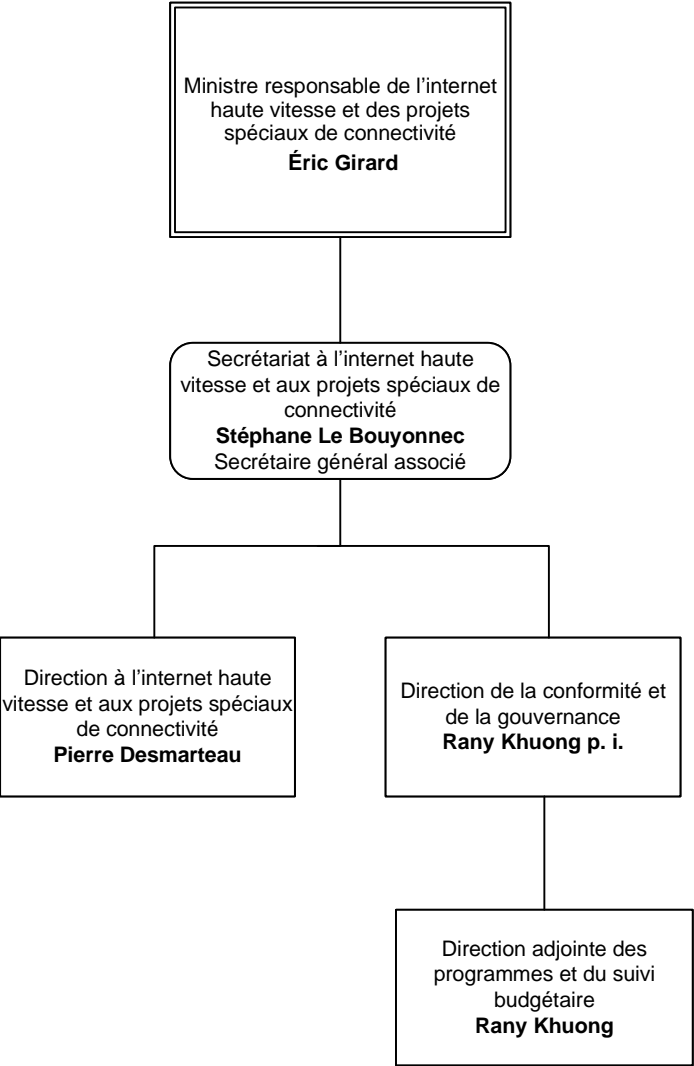 Ministre responsable de l’internet
haute vitesse et des projets
spéciaux de connectivité
Éric Girard
Secrétariat à l’internet haute
vitesse et aux projets spéciaux de
connectivité
Stéphane Le Bouyonnec
Secrétaire général associé
Direction à l’internet haute
vitesse et aux projets spéciaux
de connectivité
Pierre Desmarteau
Direction de la conformité et
de la gouvernance
Rany Khuong p. i.
Direction adjointe des
programmes et du suivi
budgétaire
Rany Khuong